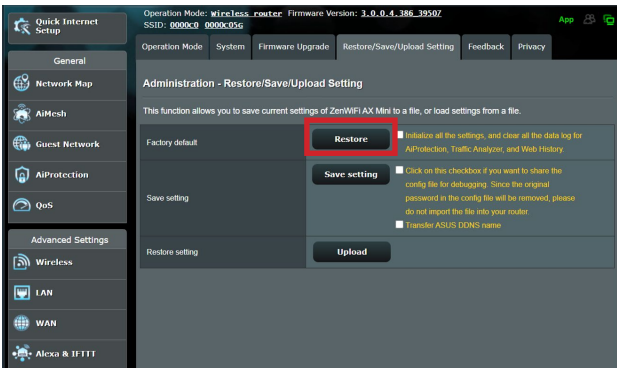 Quick Internet
Setup
Operation Mode: Wireless router Firmware Version: 3.0.0.4.386_39507
SSID: 0000C0 0000C05G
App
Operation Mode
System
Firmware Upgrade
Restore/Save/Upload Setting
Feedback
Privacy
General
Network Map
AiMesh
Guest Network
AiProtection
QoS
Advanced Settings
Wireless
LAN
WAN
Alexa & IFTTT
Administration - Restore/Save/Upload Setting
This function allows you to save current settings of ZenWiFi AX Mini to a file, or load settings from a file.
Factory default
Restore
Initialize all the settings, and clear all the data log for
AiProtection, Traffic Analyzer, and Web History.
Save setting
Save setting
Click on this checkbox if you want to share the
config file for debugging. Since the original
password in the config file will be removed, please
do not import the file into your router.
Transfer ASUS DDNS name
Restore setting
Upload